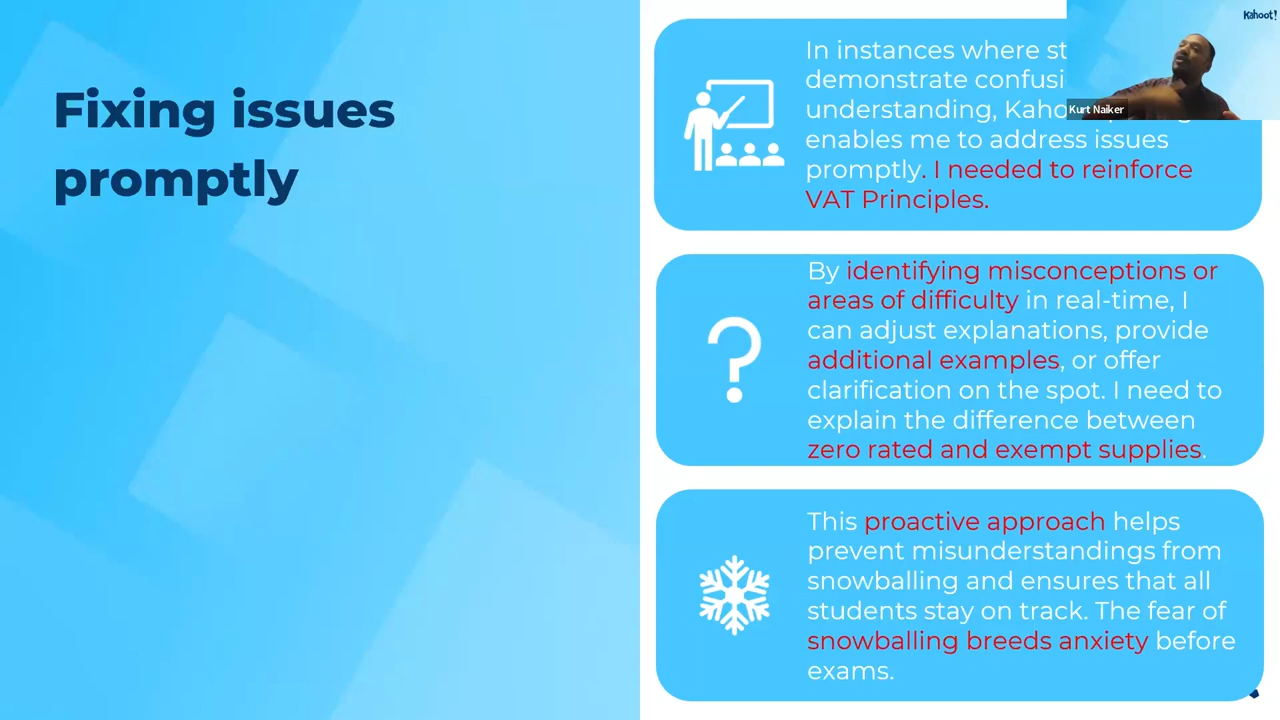 Fixing issues
promptly
In instances where
demonstrate
understanding,
enables me to address issues
promptly. I needed to reinforce
VAT Principles.
By identifying misconceptions or
areas of difficulty in real-time, I
can adjust explanations, provide
additional examples, or offer
clarification on the spot. I need to
explain the difference between
zero rated and exempt supplies.
This proactive approach helps
prevent misunderstandings from
snowballing and ensures that all
students stay on track. The fear of
snowballing breeds anxiety before
exams.
Kahoot!
Kurt Naiker